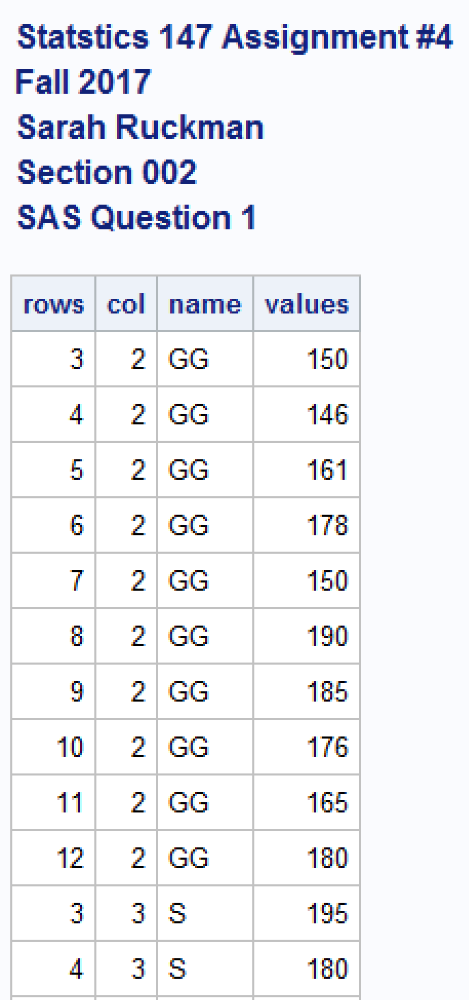 Statstics 147 Assignment #4
Fall 2017
Sarah Ruckman
Section 002
SAS Question 1
rows col name values
3 2 GG 150
4 2 GG 146
5 2 GG 161
6 2 GG 178
7 2 GG 150
8 2 GG 190
9 2 GG 185
10 2 GG 176
11 2 GG 165
12 2 GG 180
3 3 S 195
4 3 S 180